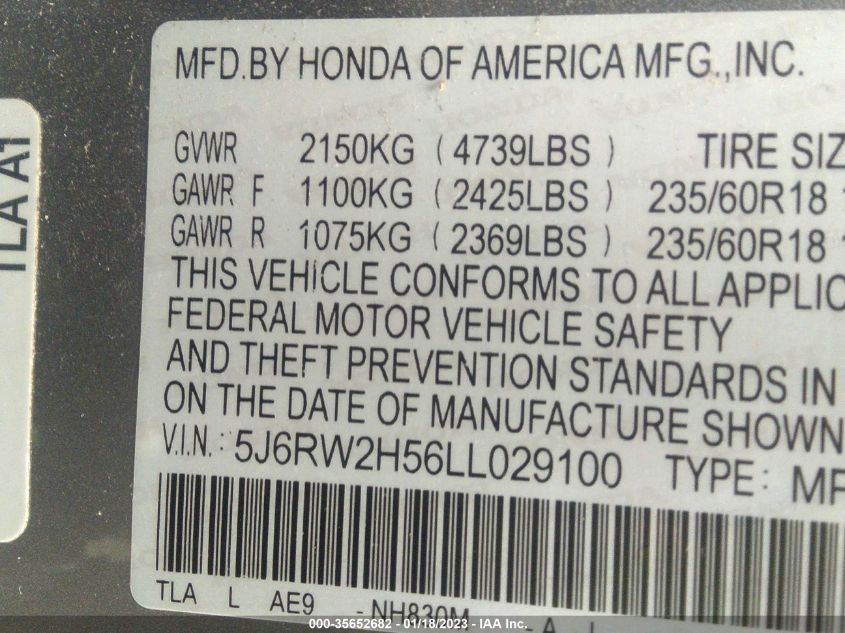 MFD.BY HONDA OF AMERICA MFG.,INC.
GVWR 2150KG (4739LBS) TIRE SIZ
GAWR F 1100KG (2425LBS) 235/60R18 1
GAWR R 1075KG (2369LBS) 235/60R18 1
THIS VEHICLE CONFORMS TO ALL APPLIC
FEDERAL MOTOR VEHICLE SAFETY
AND THEFT PREVENTION STANDARDS IN
ON THE DATE OF MANUFACTURE SHOWN
V.I.N.: 5J6RW2H56LL029100 TYPE: MP
TLA L AE9 -NH830M -A
TLA A1
000-35652682 - 01/18/2023 - IAA Inc.